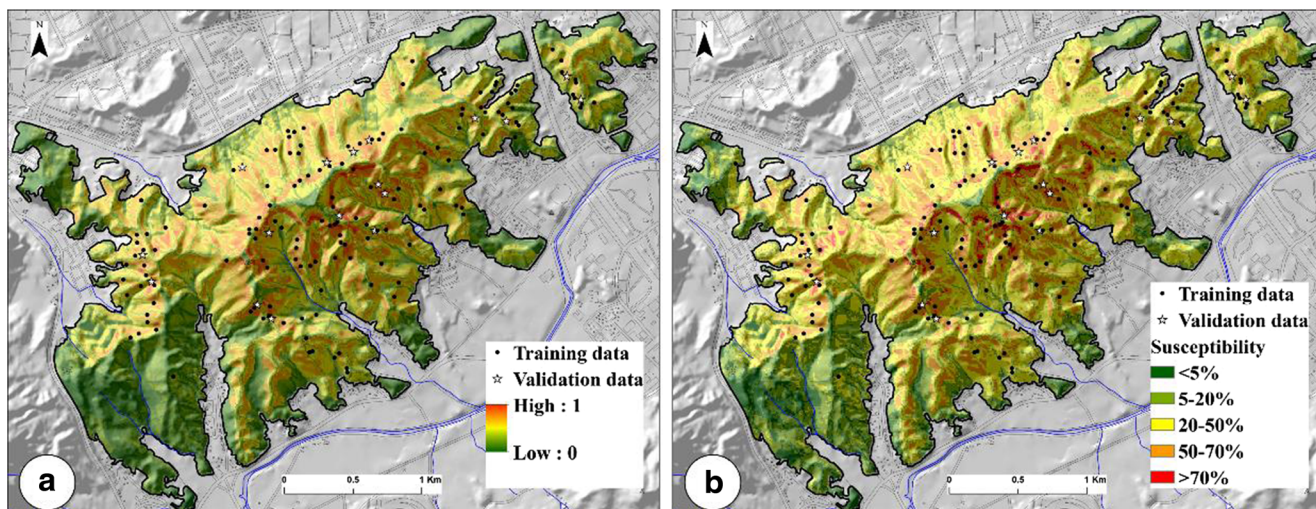 N
Training data
Validation data
High : 1
Low : 0
0 0.5 1 Km
a
N
Training data
Validation data
Susceptibility
<5%
5-20%
20-50%
50-70%
>70%
0 0.5 1 Km
b